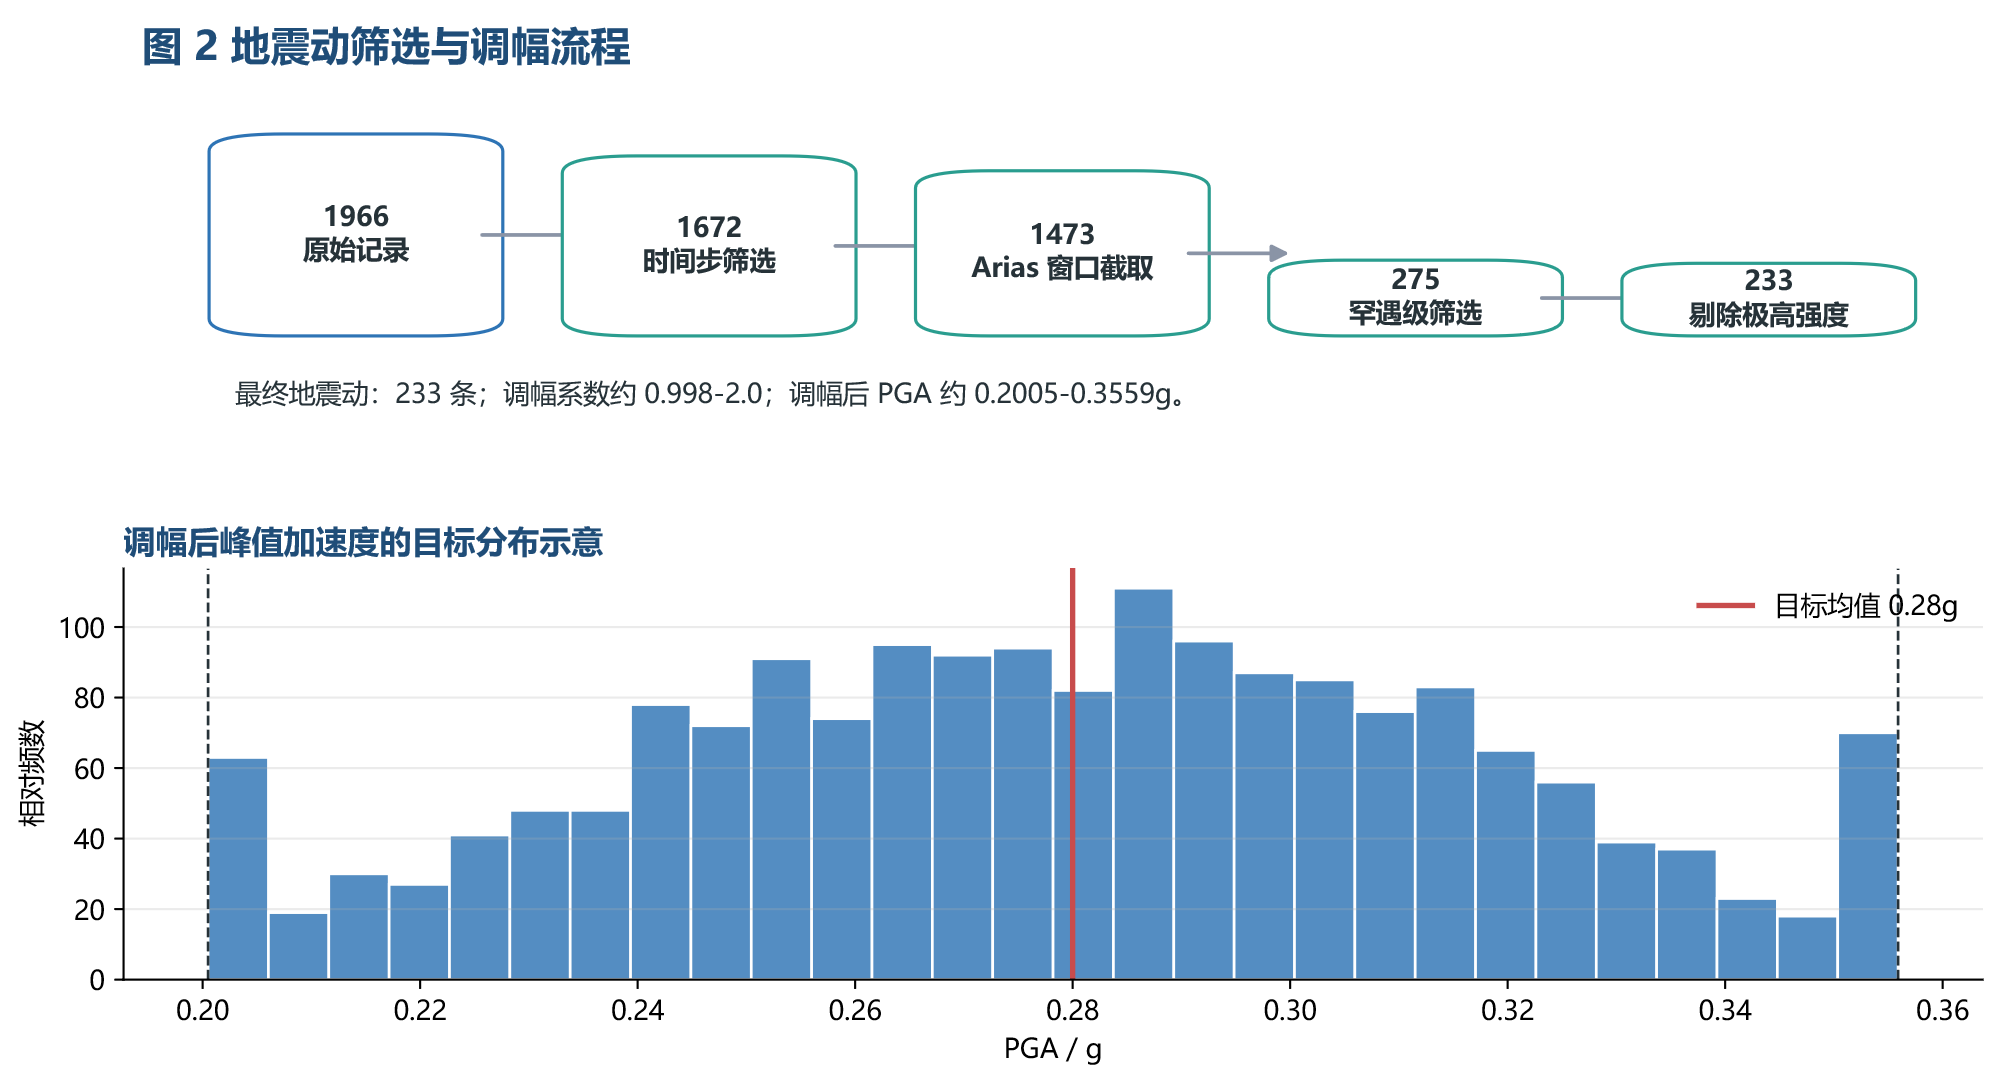 图 2 地震动筛选与调幅流程
1966
原始记录
1672
时间步筛选
1473
Arias 窗口截取
275
罕遇级筛选
233
剔除极高强度
最终地震动：233 条；调幅系数约 0.998-2.0；调幅后 PGA 约 0.2005-0.3559g。
调幅后峰值加速度的目标分布示意
目标均值 0.28g
相对频数
100
80
60
40
20
0
0.20 0.22 0.24 0.26 0.28 0.30 0.32 0.34 0.36
PGA / g